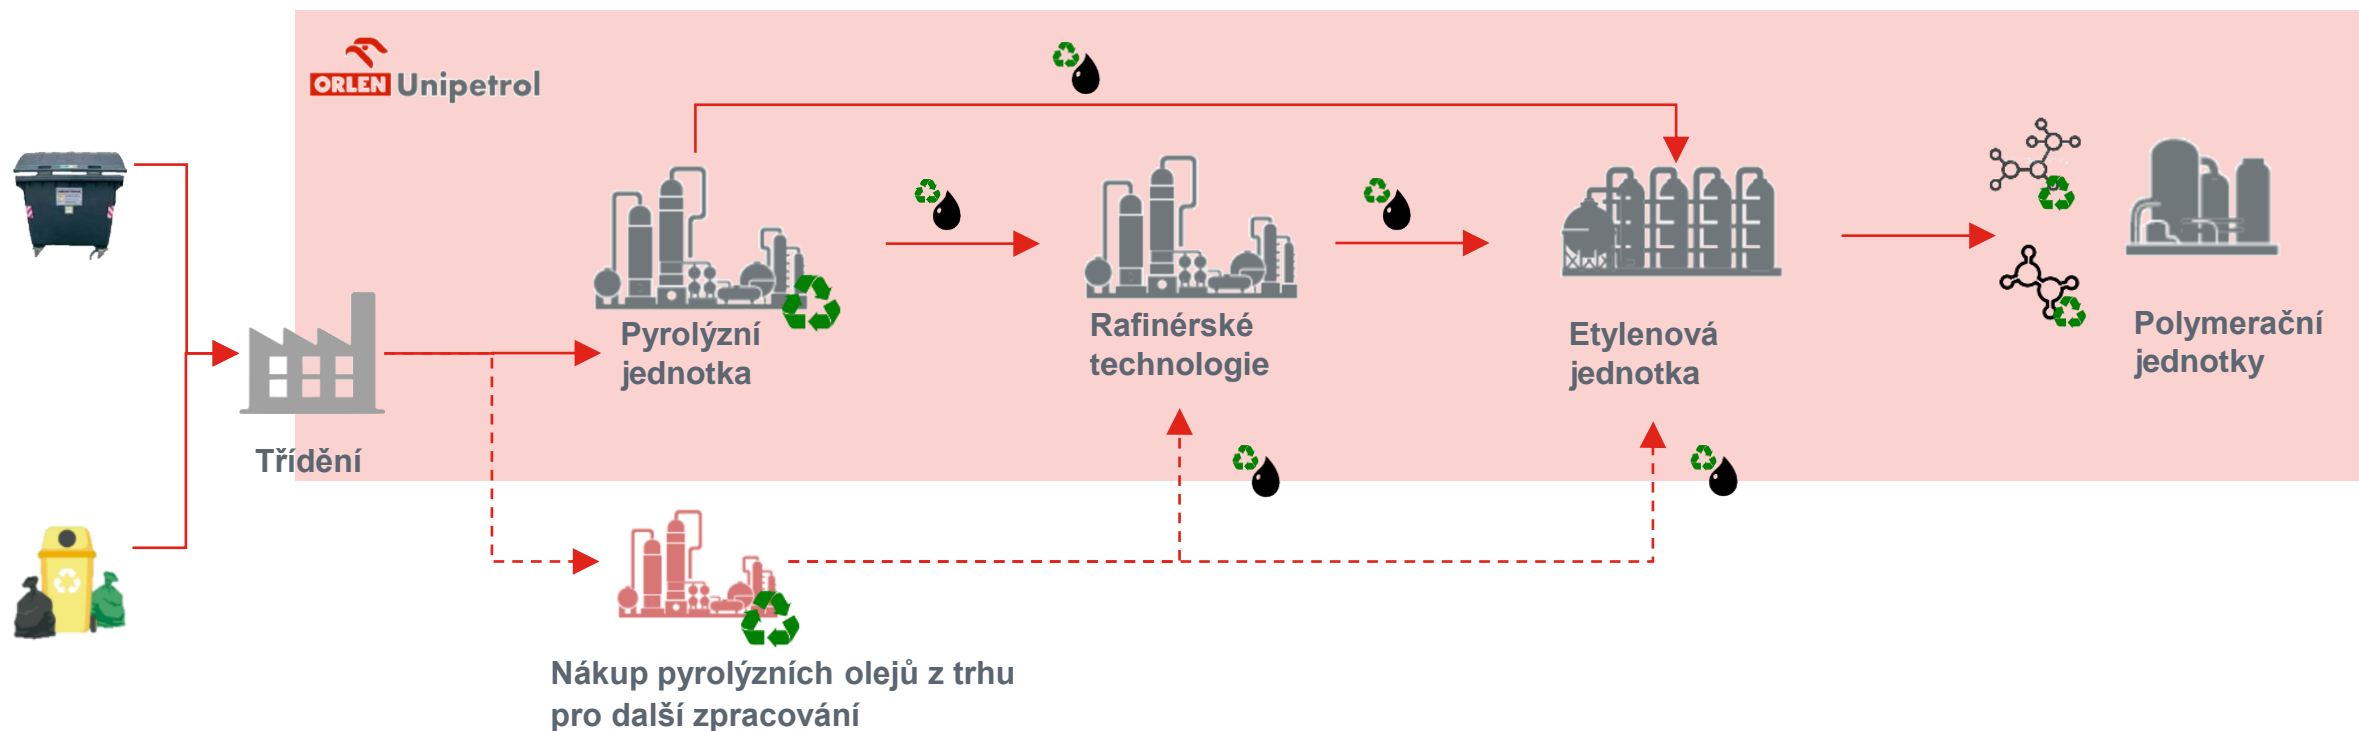 ORLEN Unipetrol
Pyrolýzní
jednotka
Rafinérské
technologie
Etylenová
jednotka
Polymerační
jednotky
Třídění
Nákup pyrolýzních olejů z trhu
pro další zpracování